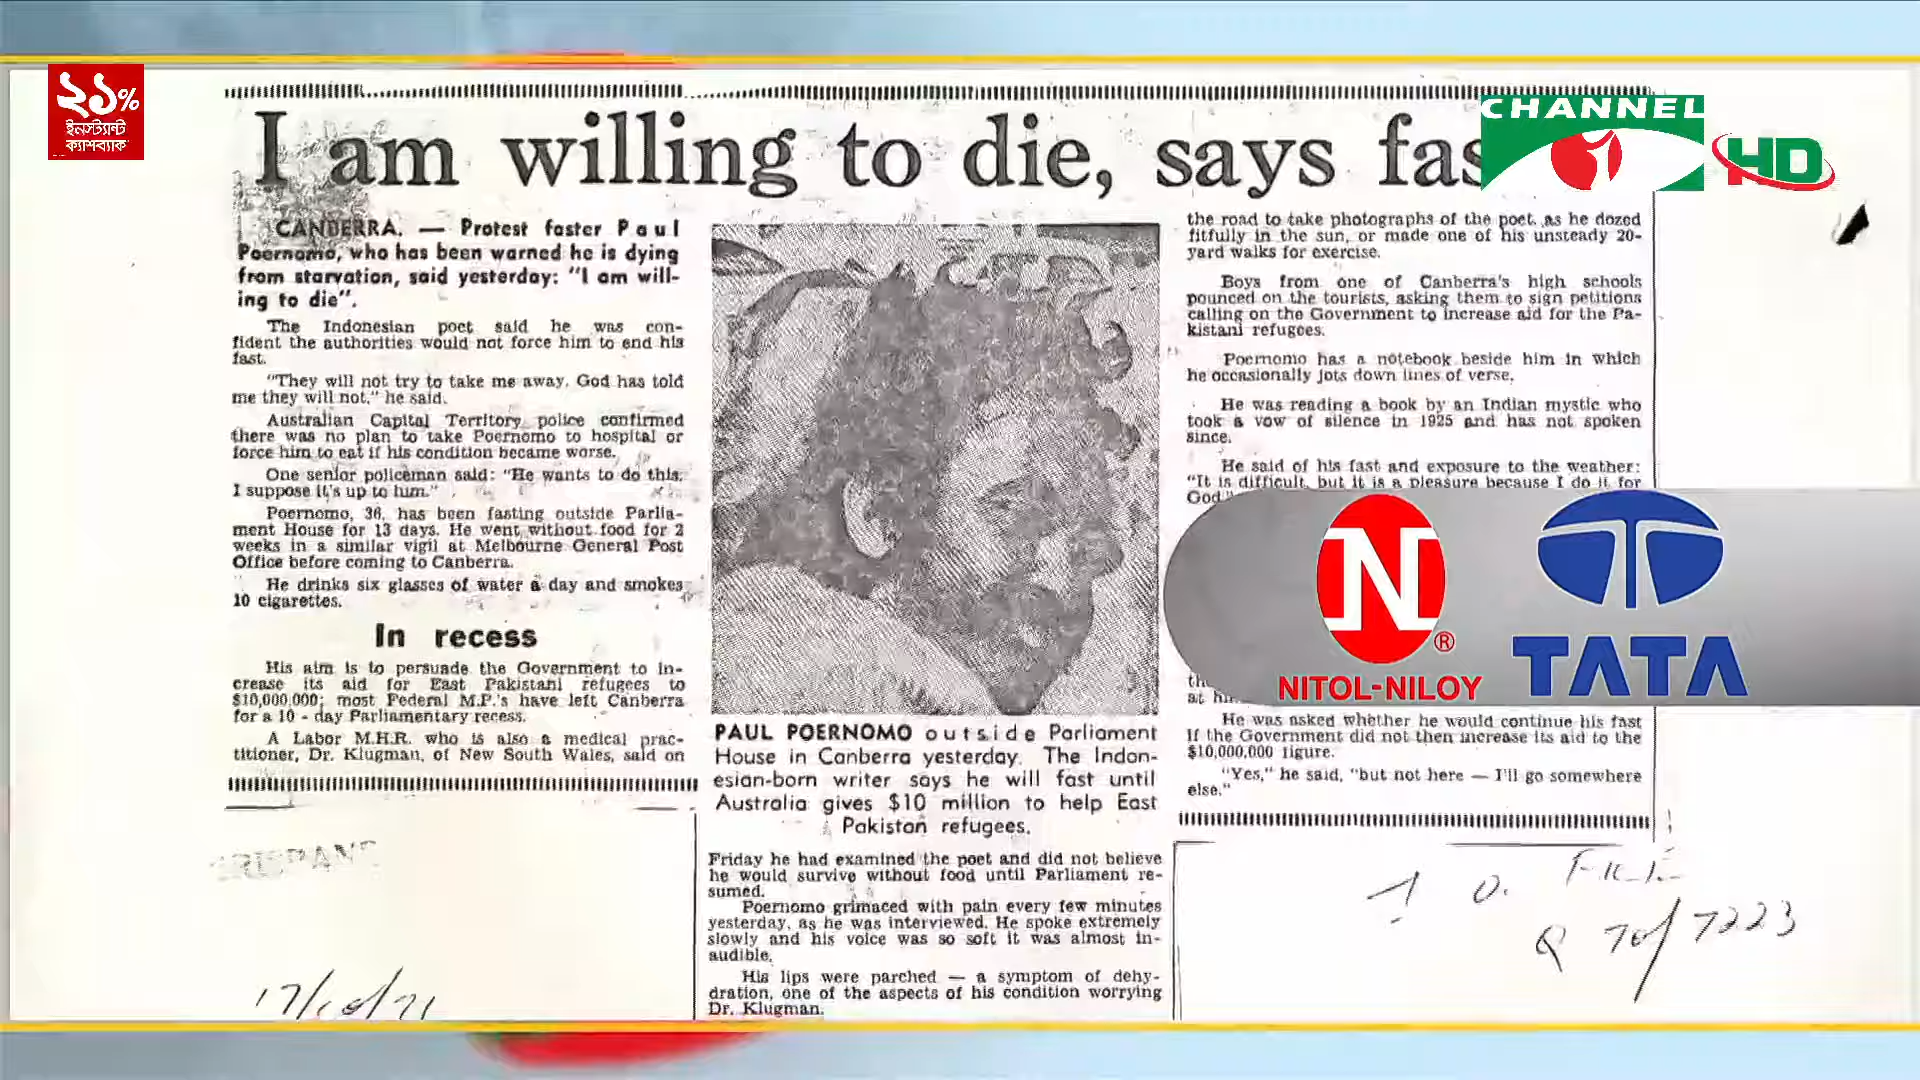 ২১%
ইনস্ট্যান্ট
ক্যাশব্যাক
CHANNEL
HD
I am willing to die, says
CANBERRA. — Protest faster Paul
Poernomo, who has been warned he is dying
from starvation, said yesterday: "I am will-
ing to die".
The Indonesian poet said he was con-
fident the authorities would not force him to end his
fast.
"They will not try to take me away. God has told
me they will not," he said.
Australian Capital Territory police confirmed
there was no plan to take Poernomo to hospital or
force him to eat if his condition became worse.
One senior policeman said: "He wants to do this.
I suppose it's up to him."
Poernomo, 36, has been fasting outside Parlia-
ment House for 13 days. He went without food for 2
weeks in a similar vigil at Melbourne General Post
Office before coming to Canberra.
He drinks six glasses of water a day and smokes
10 cigarettes.
In recess
His aim is to persuade the Government to in-
crease its aid for East Pakistani refugees to
$10,000,000; most Federal M.P.'s have left Canberra
for a 10 - day Parliamentary recess.
A Labor M.H.R. who is also a medical prac-
titioner, Dr. Klugman, of New South Wales, said on
PAUL POERNOMO outside Parliament
House in Canberra yesterday. The Indon-
esian-born writer says he will fast until
Australia gives $10 million to help East
Pakistan refugees.
Friday he had examined the poet and did not believe
he would survive without food until Parliament re-
sumed.
Poernomo grimaced with pain every few minutes
yesterday, as he was interviewed. He spoke extremely
slowly and his voice was so soft it was almost in-
audible.
His lips were parched — a symptom of dehy-
dration, one of the aspects of his condition worrying
Dr. Klugman.
the road to take photographs of the poet, as he dozed
fitfully in the sun, or made one of his unsteady 20-
yard walks for exercise.
Boys from one of Canberra's high schools
pounced on the tourists, asking them to sign petitions
calling on the Government to increase aid for the Pa-
kistani refugees.
Poernomo has a notebook beside him in which
he occasionally jots down lines of verse.
He was reading a book by an Indian mystic who
took a vow of silence in 1925 and has not spoken
since.
He said of his fast and exposure to the weather:
"It is difficult, but it is a pleasure because I do it for
God."
NITOL-NILOY
TATA
at
He was asked whether he would continue his fast
if the Government did not then increase its aid to the
$10,000,000 figure.
"Yes," he said, "but not here — I'll go somewhere
else."
17/10/71